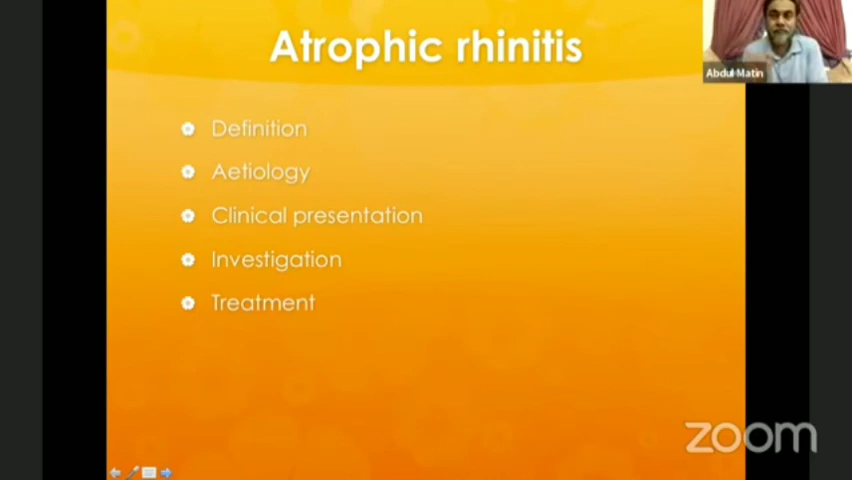 Atrophic rhinitis
Abdul Matin
Definition
Aetiology
Clinical presentation
Investigation
Treatment
zoom